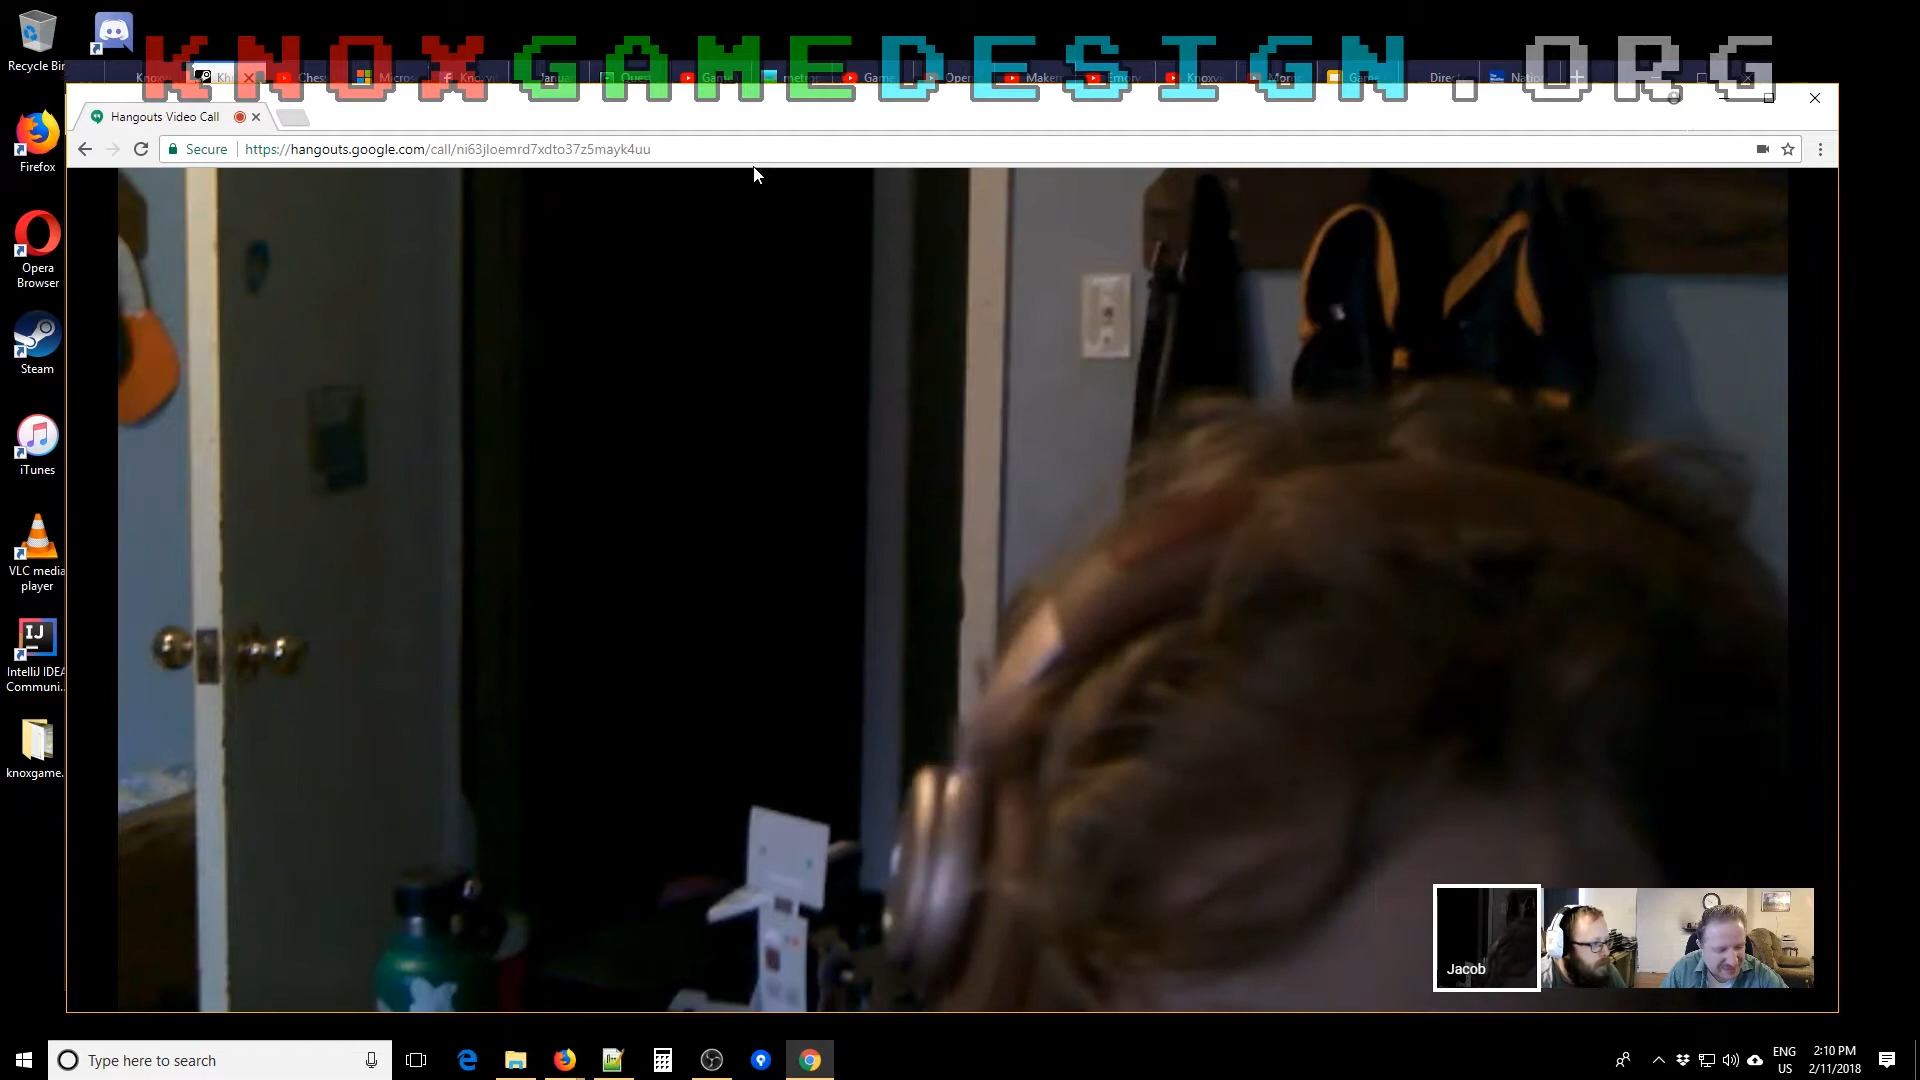 Recycle Bin
KNOXGAMEDESIGN.ORG
Hangouts Video Call
Secure
https://hangouts.google.com/call/ni63jloemrd7xdto37z5mayk4uu
Firefox
Opera
Browser
Steam
iTunes
VLC media
player
IJ
IntelliJ IDEA
Communi...
knoxgame.
Jacob
Type here to search
ENG
US
2:10 PM
2/11/2018